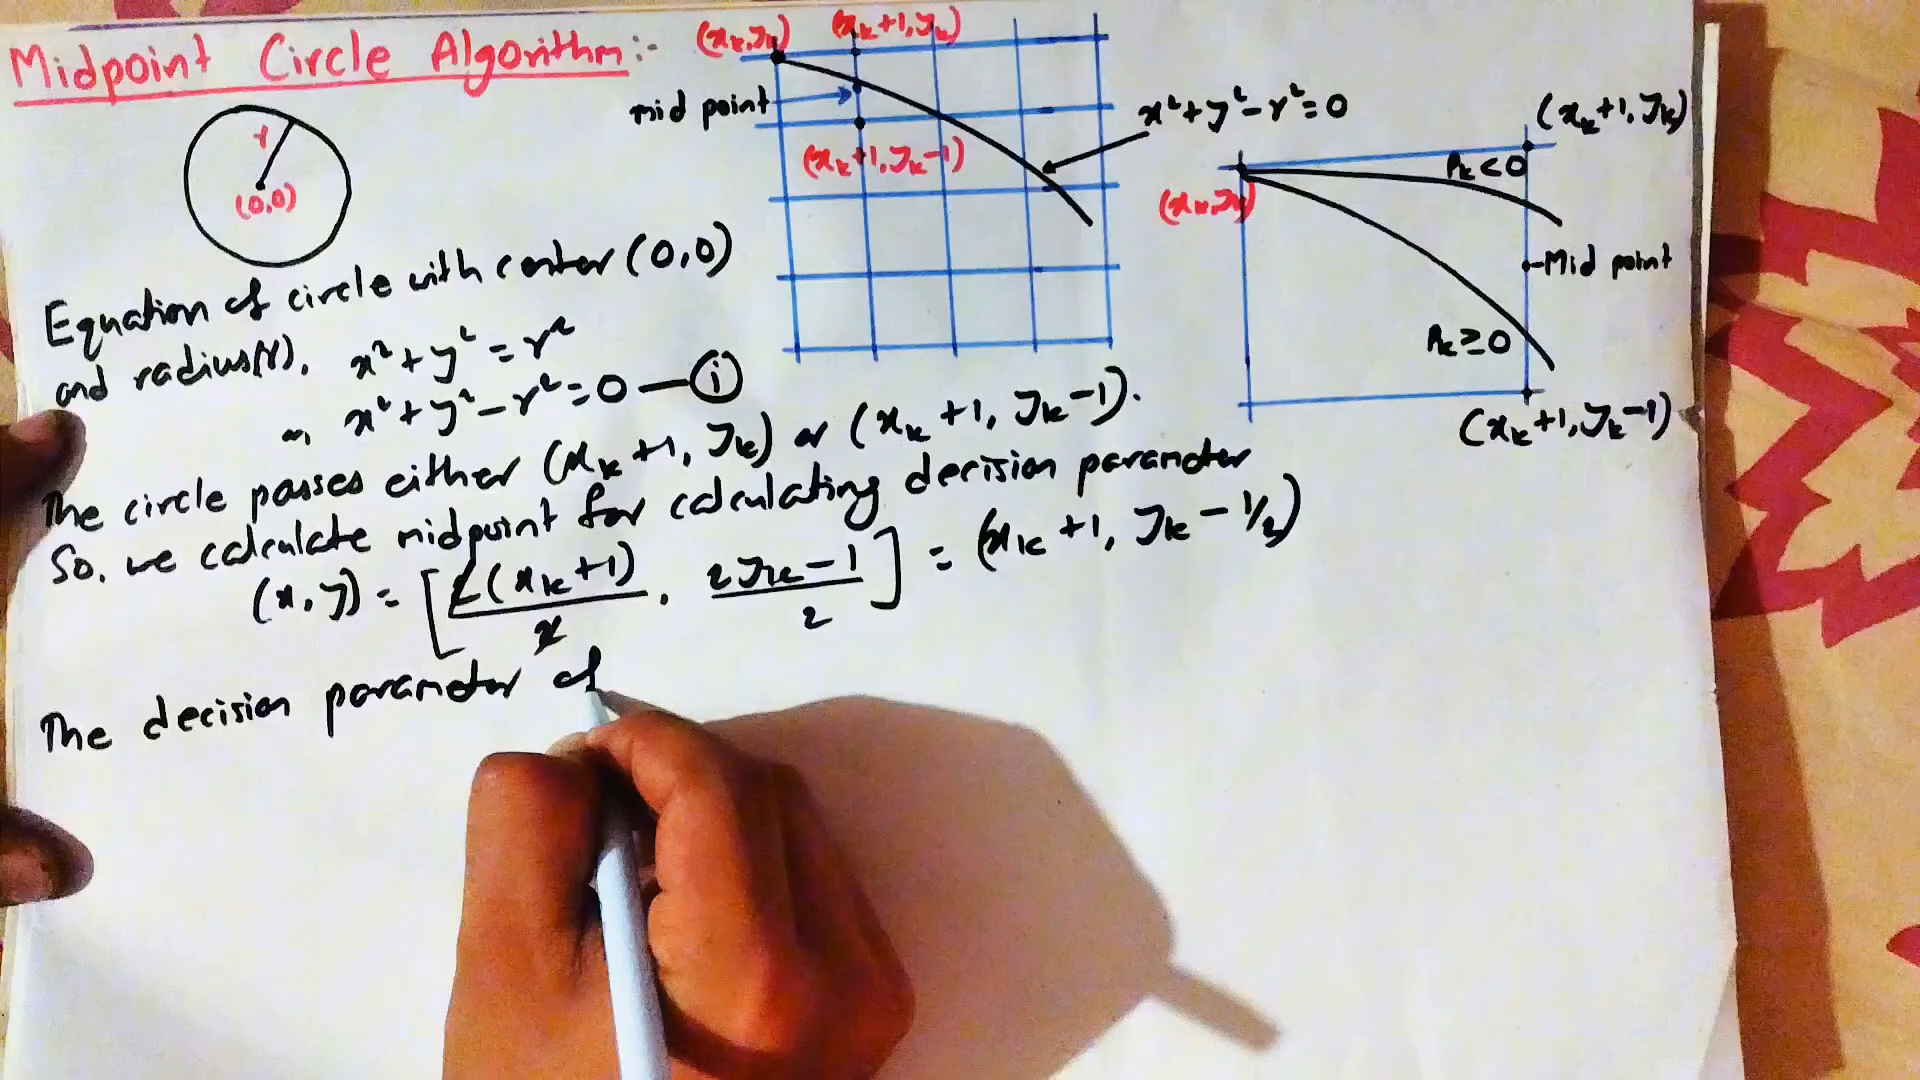 Midpoint Circle Algorithm:-
r
(0,0)
(xₖ,yₖ)
(xₖ+1,yₖ)
mid point
(xₖ+1,yₖ-1)
x²+y²-r²=0
(xₖ+1,yₖ)
Pₖ<0
(xₖ,yₖ)
Mid point
Pₖ≥0
(xₖ+1,yₖ-1)
Equation of circle with center (0,0)
and radius(r), x²+y²=r²
x²+y²-r²=0 — (i)
The circle passes either (xₖ+1, yₖ) or (xₖ+1, yₖ-1).
So, we calculate midpoint for calculating decision parameter
(x,y) = [2(xₖ+1)/2, 2yₖ-1/2] = (xₖ+1, yₖ-1/2)
The decision parameter of